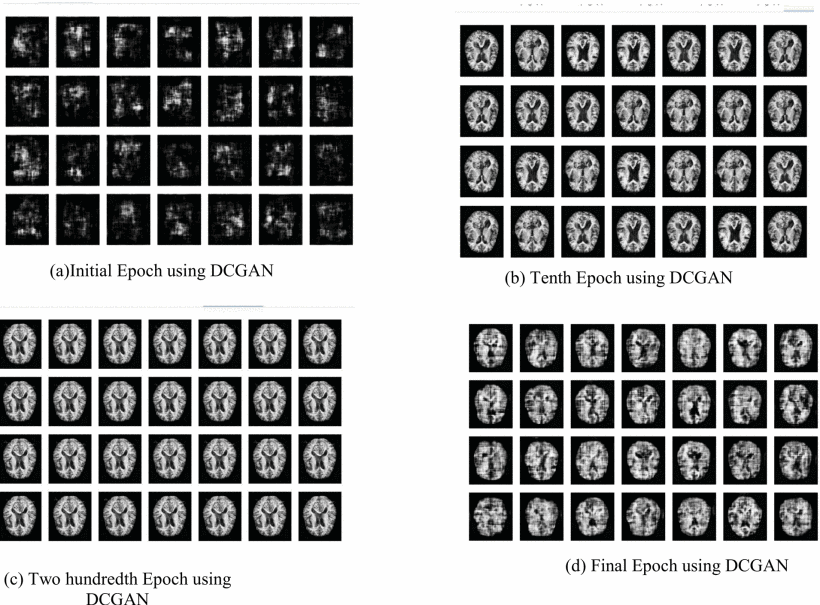 (a)Initial Epoch using DCGAN
(b) Tenth Epoch using DCGAN
(c) Two hundredth Epoch using
DCGAN
(d) Final Epoch using DCGAN